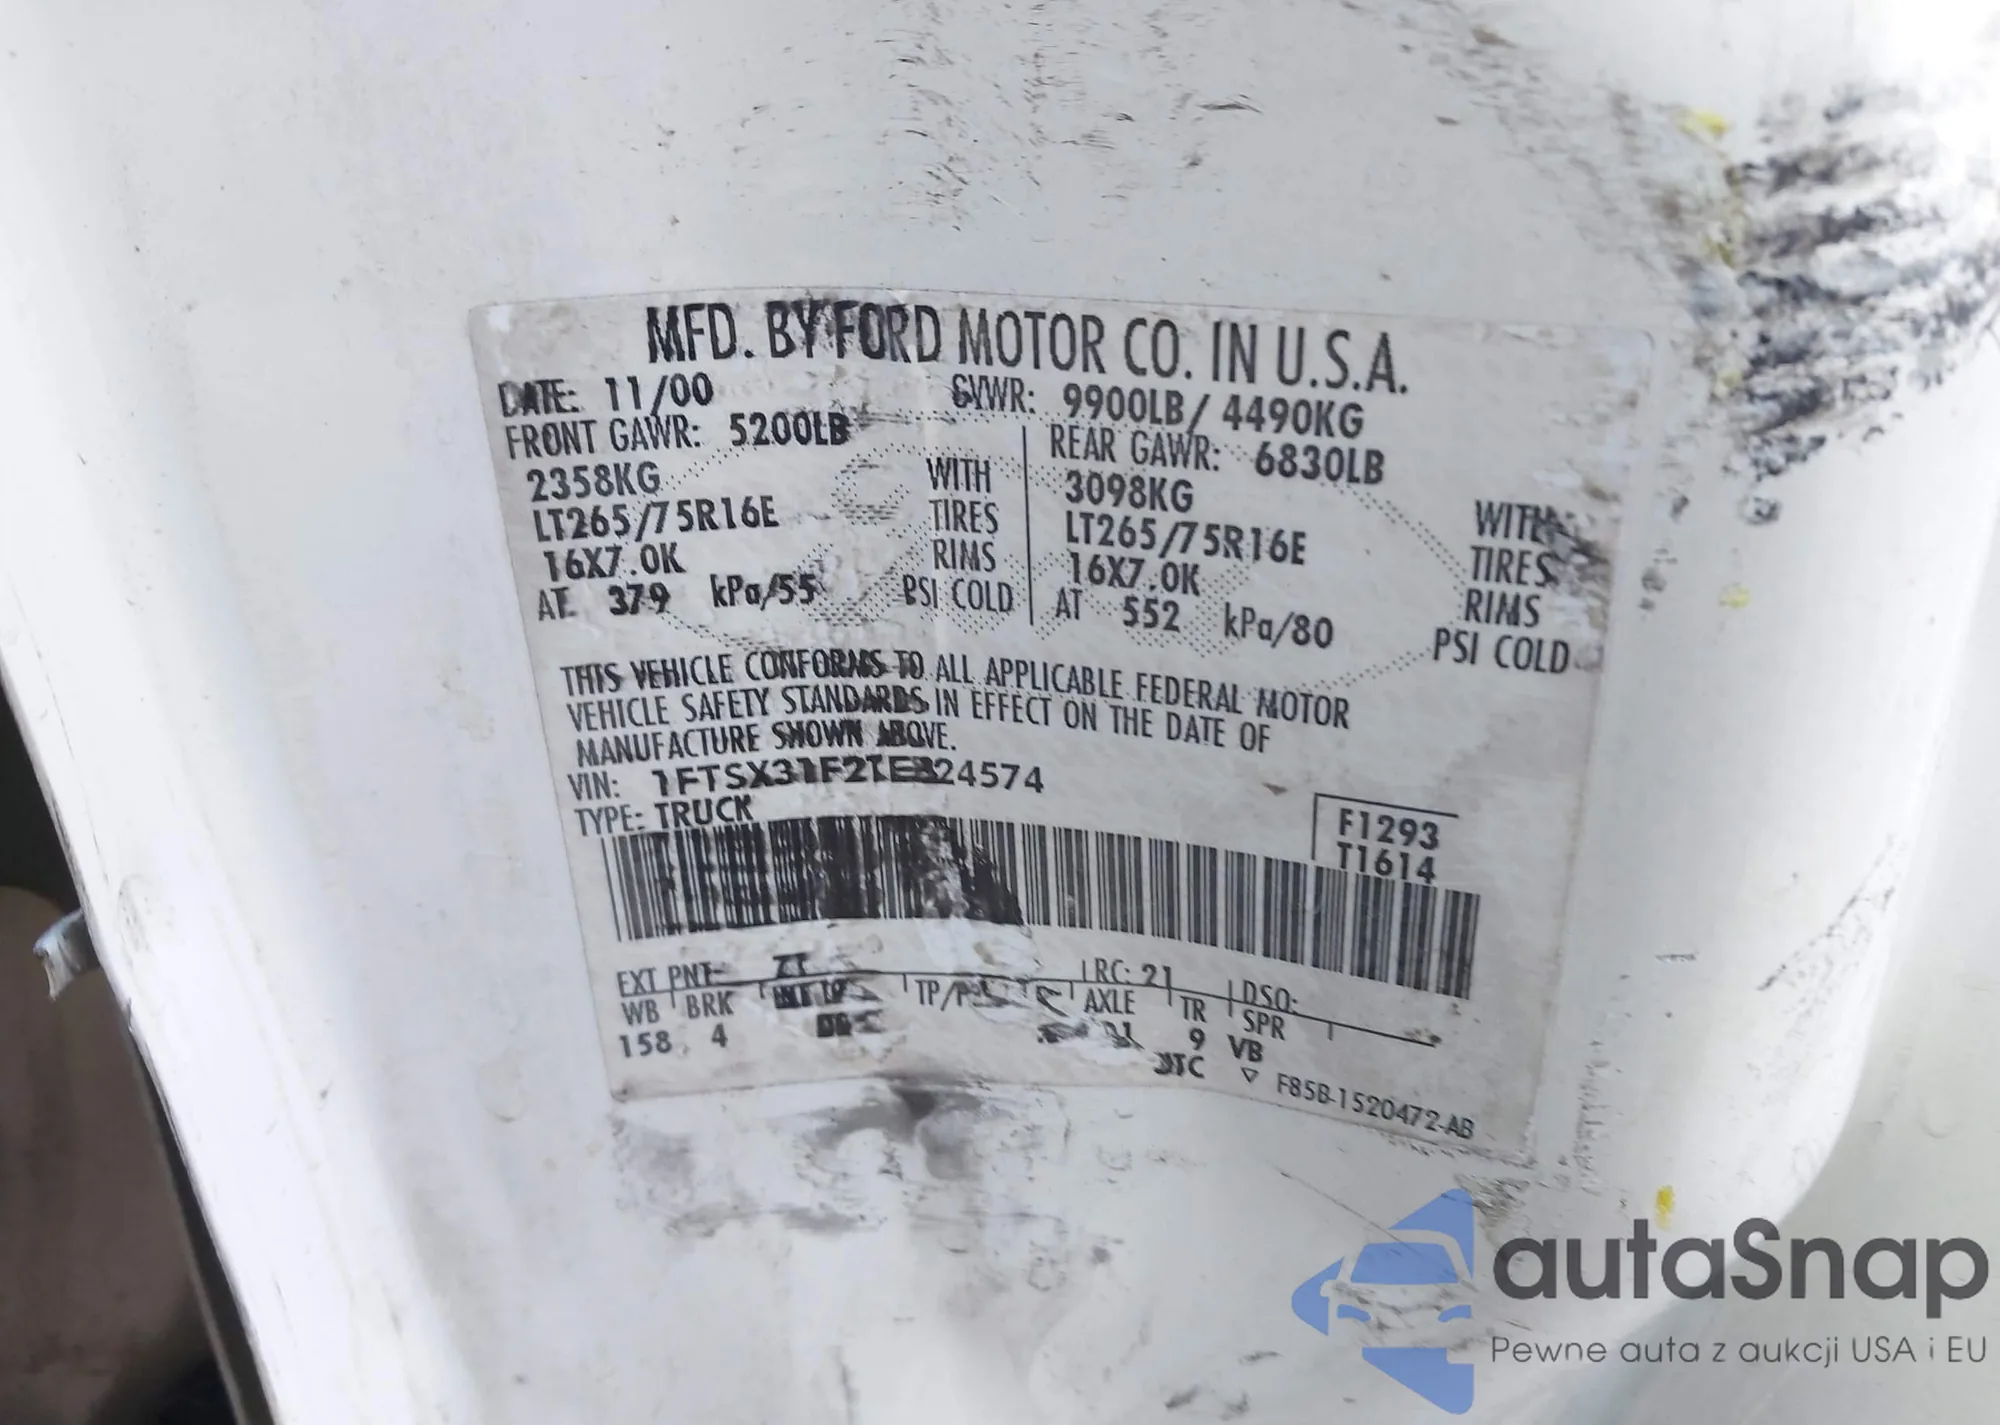 MFD. BY FORD MOTOR CO. IN U.S.A.
DATE: 11/00 GVWR: 9900LB/ 4490KG
FRONT GAWR: 5200LB REAR GAWR: 6830LB
2358KG WITH 3098KG WITH
LT265/75R16E TIRES LT265/75R16E TIRES
16X7.0K RIMS 16X7.0K RIMS
AT 379 kPa/55 PSI COLD AT 552 kPa/80 PSI COLD
THIS VEHICLE CONFORMS TO ALL APPLICABLE FEDERAL MOTOR
VEHICLE SAFETY STANDARDS IN EFFECT ON THE DATE OF
MANUFACTURE SHOWN ABOVE.
VIN:
TYPE: TRUCK
F1293
T1614
EXT PNT: RC: 21 DSO:
WB BRK TP/ AXLE TR SPR
158 4 9 VB
F85B-1520472-AB
autaSnap
Pewne auta z aukcji USA i EU